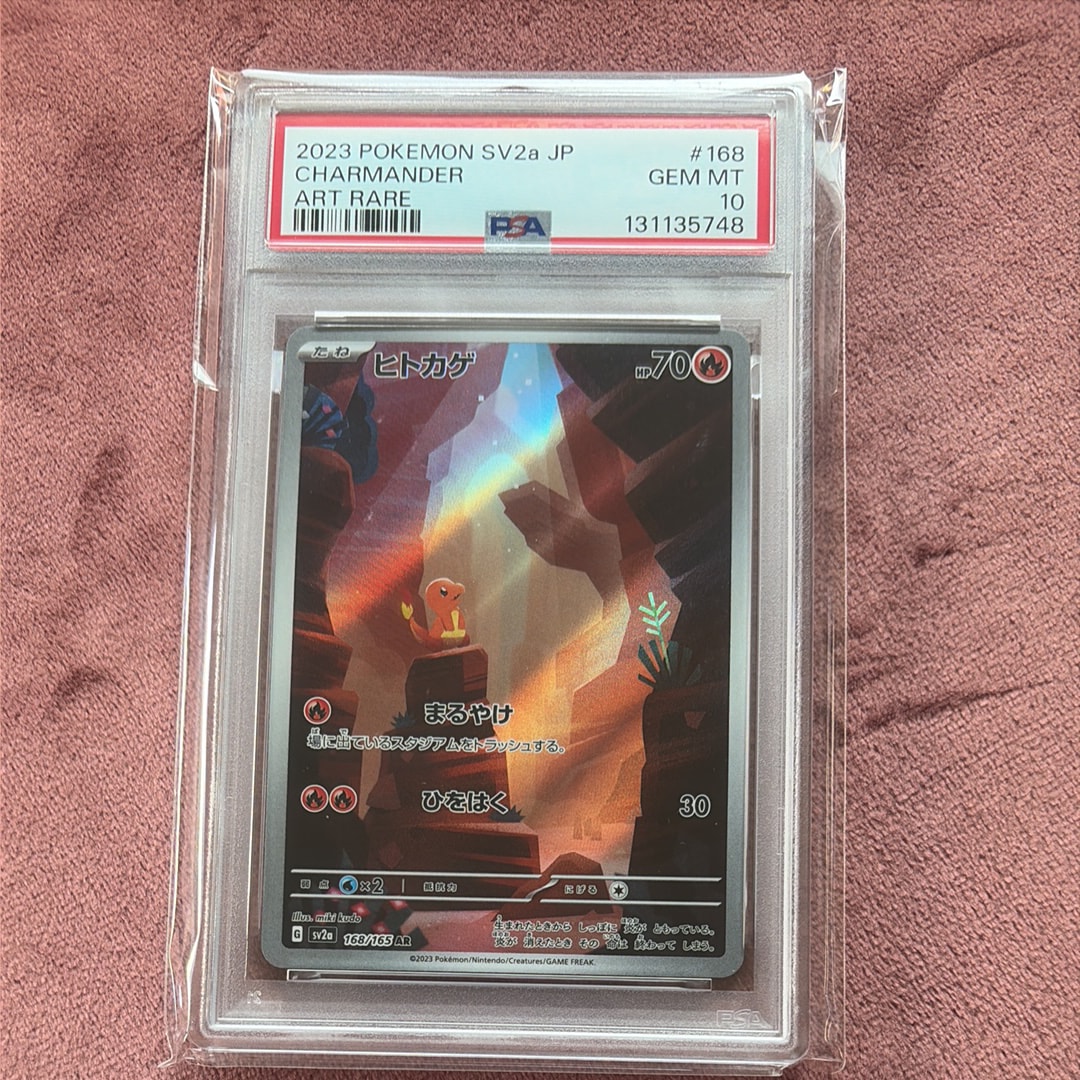 2023 POKEMON SV2a JP #168
CHARMANDER GEM MT
ART RARE 10
PSA 131135748
たね ヒトカゲ HP70
まるやけ
場に出ているスタジアムをトラッシュする。
ひをはく 30
弱点 ×2 抵抗力 にげる
Illus. miki kudo
生まれたときから しっぽに 炎が ともっている。
炎が 消えたとき その 命は 終わって しまう。
G SV2a 168/165 AR
©2023 Pokémon/Nintendo/Creatures/GAME FREAK.
PSA